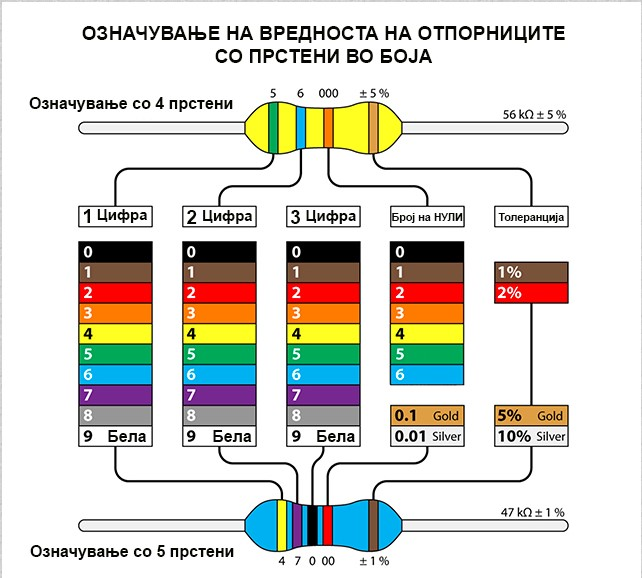 ОЗНАЧУВАЊЕ НА ВРЕДНОСТА НА ОТПОРНИЦИТЕ
СО ПРСТЕНИ ВО БОЈА
5 6 000 ± 5 %
Означување со 4 прстени
56 kΩ ± 5 %
1 Цифра 2 Цифра 3 Цифра Број на НУЛИ Толеранција
0 0 0 0
1 1 1 1 1%
2 2 2 2 2%
3 3 3 3
4 4 4 4
5 5 5 5
6 6 6 6
7 7 7
8 8 8 0.1 Gold 5% Gold
9 Бела 9 Бела 9 Бела 0.01 Silver 10% Silver
47 kΩ ± 1 %
Означување со 5 прстени
4 7 0 00 ± 1 %